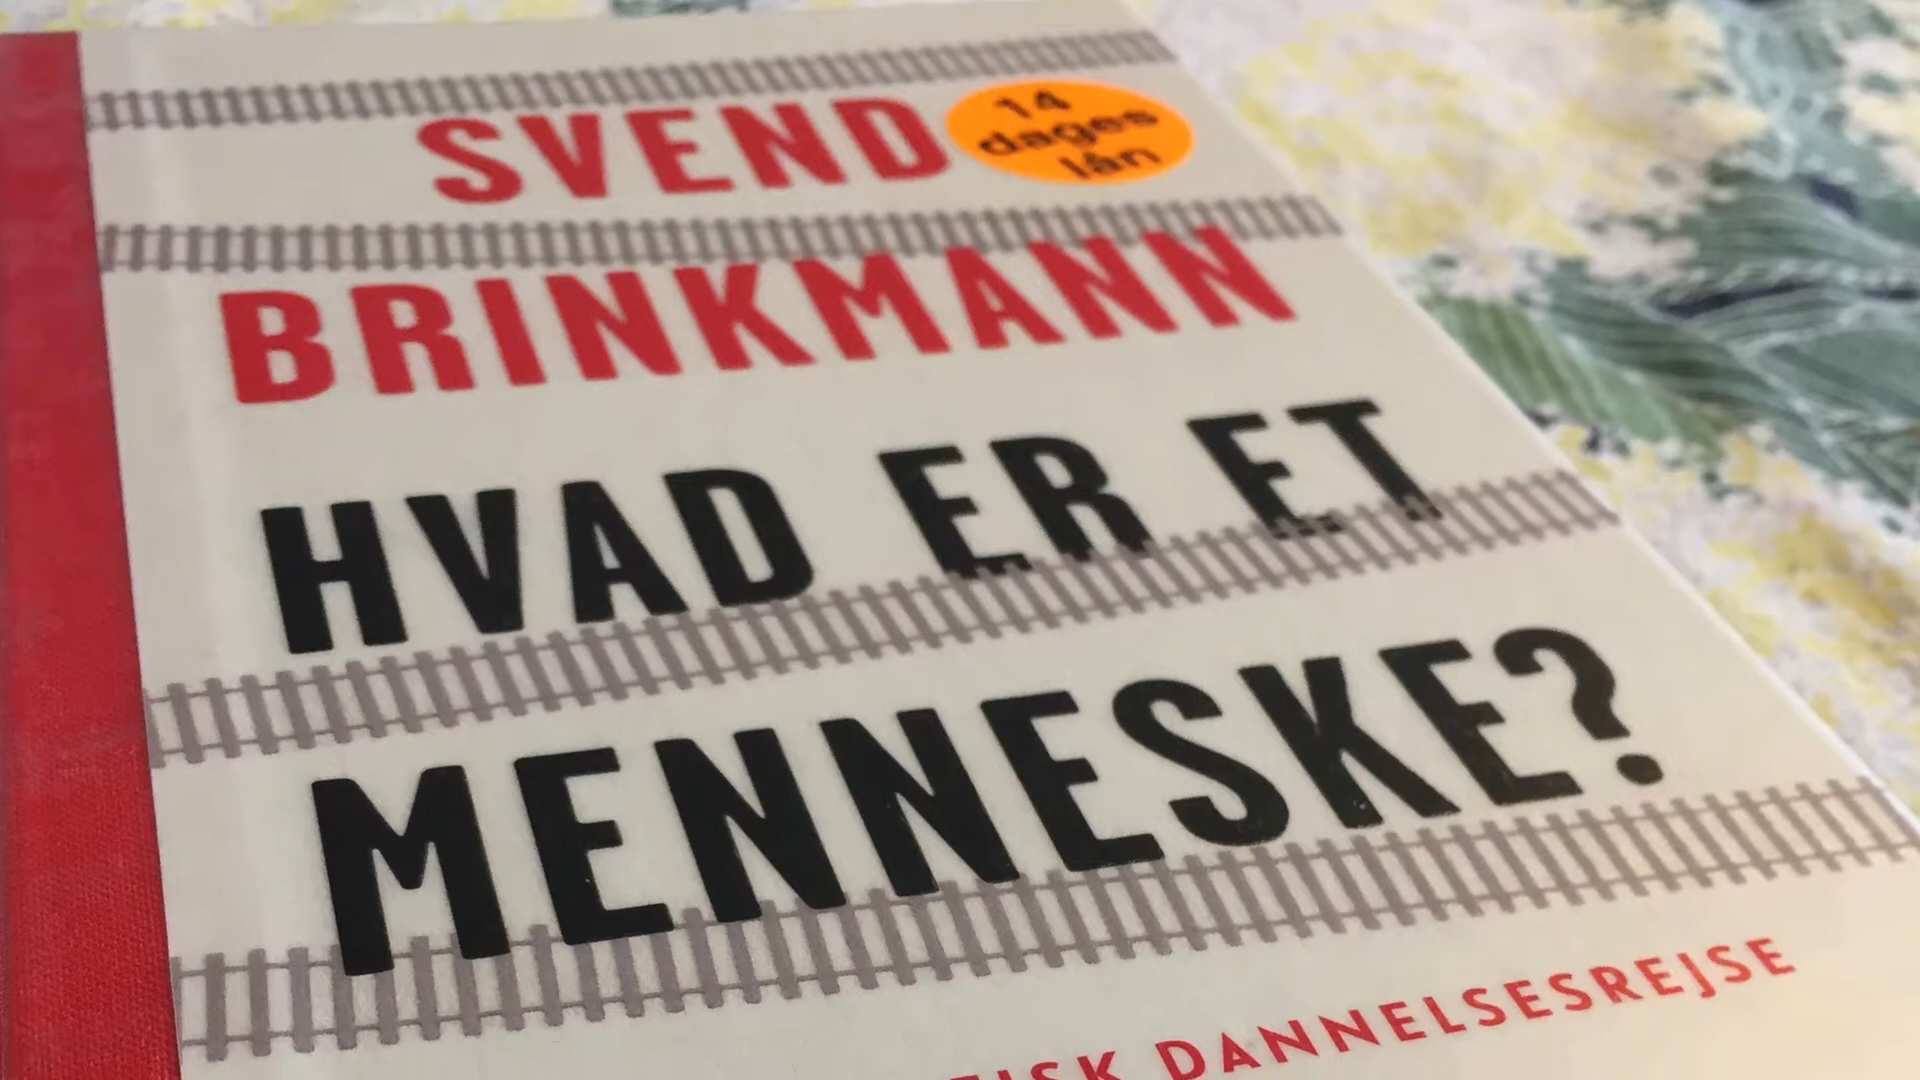 SVEND
14
dages
lån
BRINKMANN
HVAD ER ET
MENNESKE?
DANNELSESREJSE